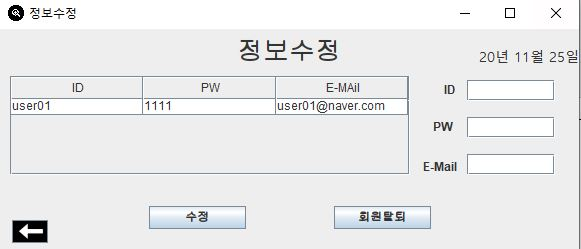 정보수정
정보수정
20년 11월 25일
ID PW E-MAil
user01 1111 user01@naver.com
ID
PW
E-Mail
수정 회원탈퇴